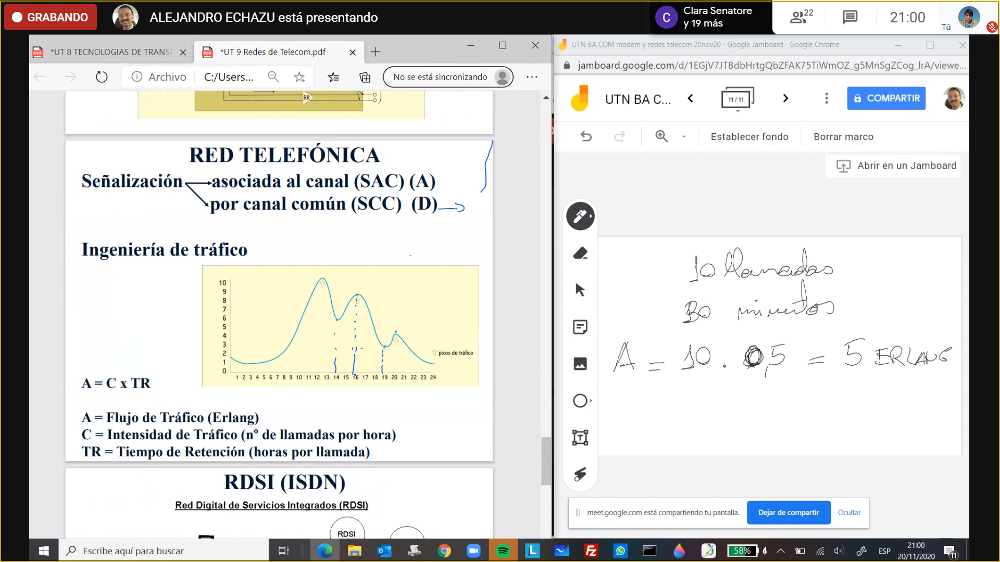 GRABANDO
ALEJANDRO ECHAZU está presentando
C
Clara Senatore
y 19 más
22
21:00
Tú
*UT 8 TECNOLOGIAS DE TRANSF
*UT 9 Redes de Telecom.pdf
Archivo
C:/Users...
No se está sincronizando
RR
RED TELEFÓNICA
Señalización
asociada al canal (SAC) (A)
por canal común (SCC) (D)
Ingeniería de tráfico
10
9
8
7
6
5
4
3
2
1
0
picos de tráfico
1 2 3 4 5 6 7 8 9 10 11 12 13 14 15 16 17 18 19 20 21 22 23 24
A = C x TR
A = Flujo de Tráfico (Erlang)
C = Intensidad de Tráfico (nº de llamadas por hora)
TR = Tiempo de Retención (horas por llamada)
RDSI (ISDN)
Red Digital de Servicios Integrados (RDSI)
RDSI
UTN BA COM modem y redes telecom 20nov20 - Google Jamboard - Google Chrome
jamboard.google.com/d/1EGjV7JTBdbHrtgQbZFAK75TiWmOZ_g5MnSgZCog_lrA/viewe...
UTN BA C...
11 / 11
COMPARTIR
Establecer fondo
Borrar marco
Abrir en un Jamboard
10 llamadas
30 minutos
A = 10 . 0,5 = 5 ERLANG
meet.google.com está compartiendo tu pantalla.
Dejar de compartir
Ocultar
Escribe aquí para buscar
58%
ESP
21:00
20/11/2020
11